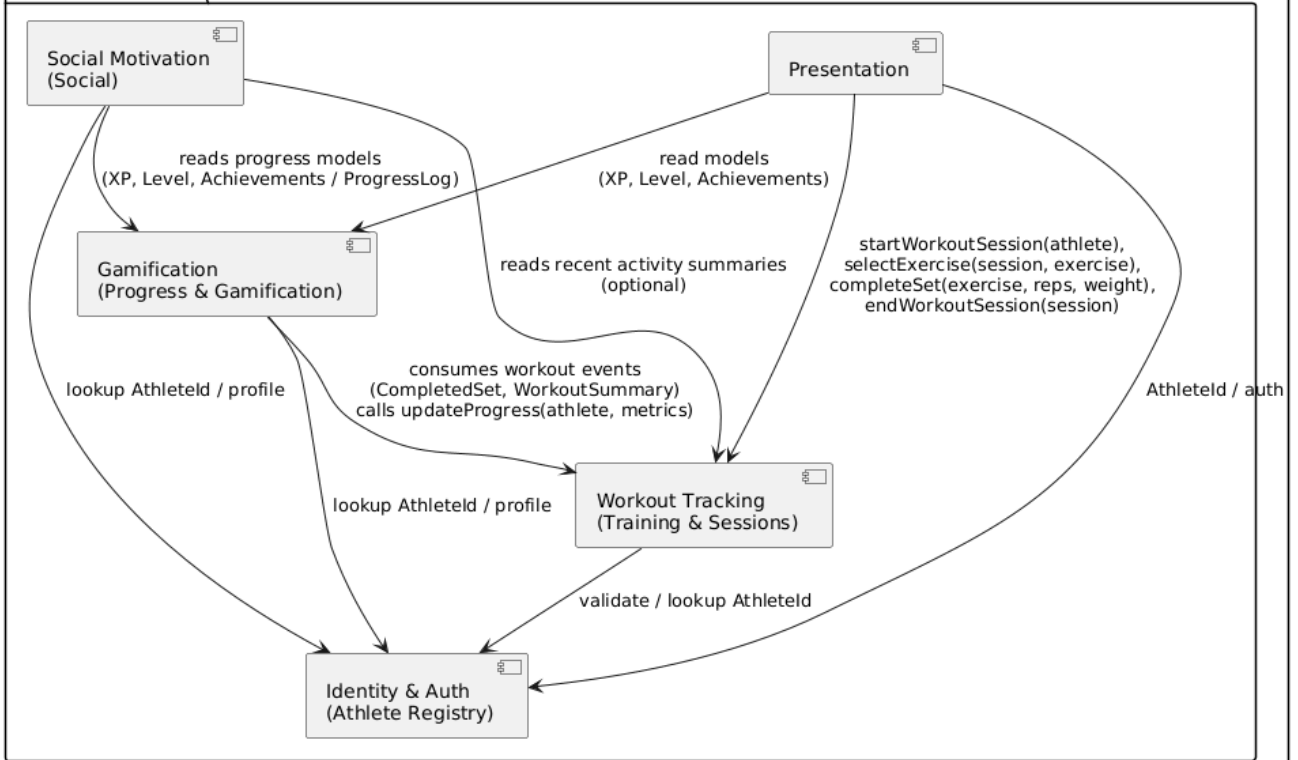 Social Motivation
(Social)
Presentation
reads progress models
(XP, Level, Achievements / ProgressLog)
read models
(XP, Level, Achievements)
Gamification
(Progress & Gamification)
reads recent activity summaries
(optional)
startWorkoutSession(athlete),
selectExercise(session, exercise),
completeSet(exercise, reps, weight),
endWorkoutSession(session)
lookup AthleteId / profile
consumes workout events
(CompletedSet, WorkoutSummary)
calls updateProgress(athlete, metrics)
AthleteId / auth
lookup AthleteId / profile
Workout Tracking
(Training & Sessions)
validate / lookup AthleteId
Identity & Auth
(Athlete Registry)